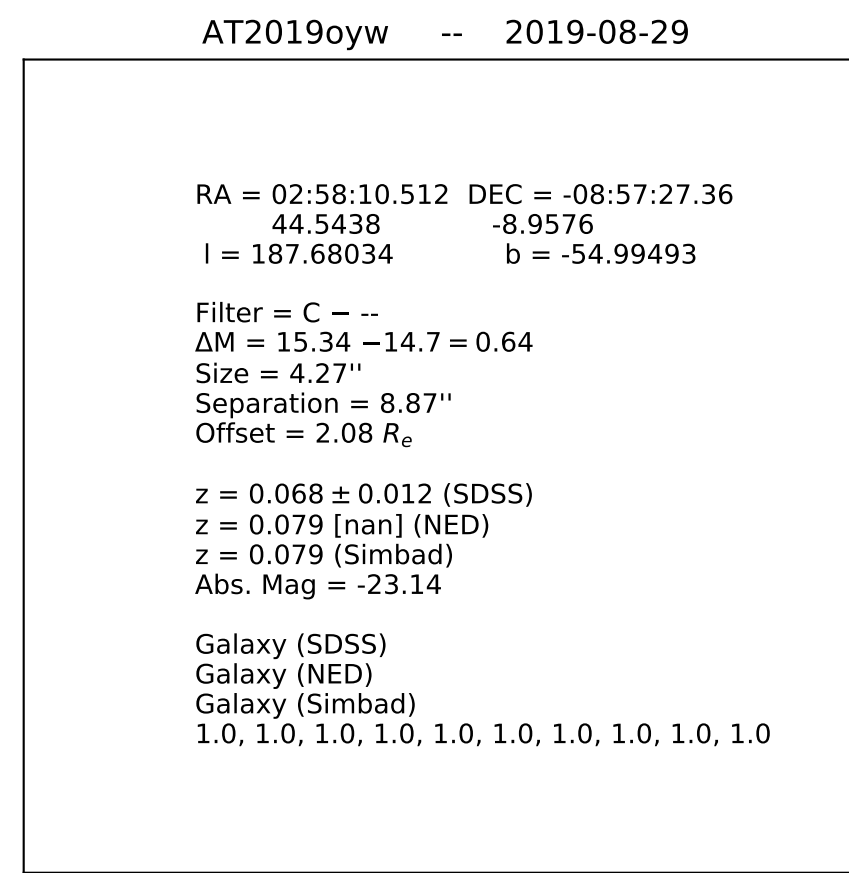 AT2019oyw -- 2019-08-29
RA = 02:58:10.512 DEC = -08:57:27.36
44.5438 -8.9576
l = 187.68034 b = -54.99493
Filter = C − --
ΔM = 15.34 −14.7 = 0.64
Size = 4.27''
Separation = 8.87''
Offset = 2.08 Rₑ
z = 0.068 ± 0.012 (SDSS)
z = 0.079 [nan] (NED)
z = 0.079 (Simbad)
Abs. Mag = -23.14
Galaxy (SDSS)
Galaxy (NED)
Galaxy (Simbad)
1.0, 1.0, 1.0, 1.0, 1.0, 1.0, 1.0, 1.0, 1.0, 1.0